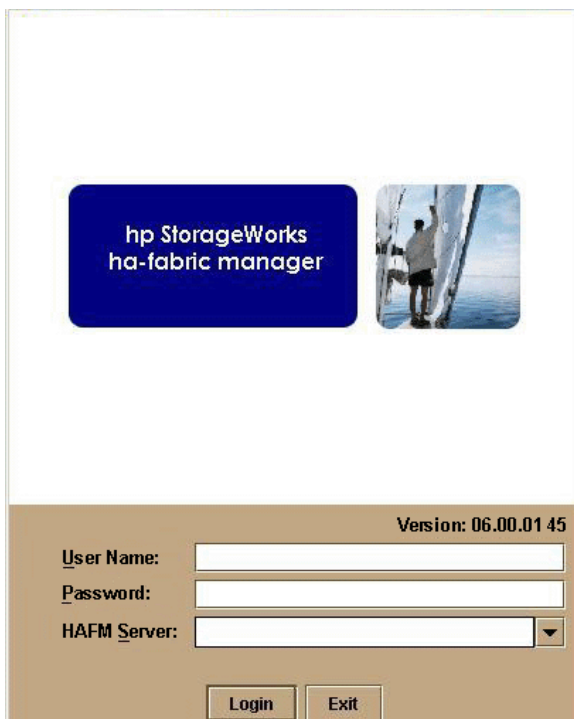 hp StorageWorks
ha-fabric manager
Version: 06.00.01 45
User Name:
Password:
HAFM Server:
Login Exit